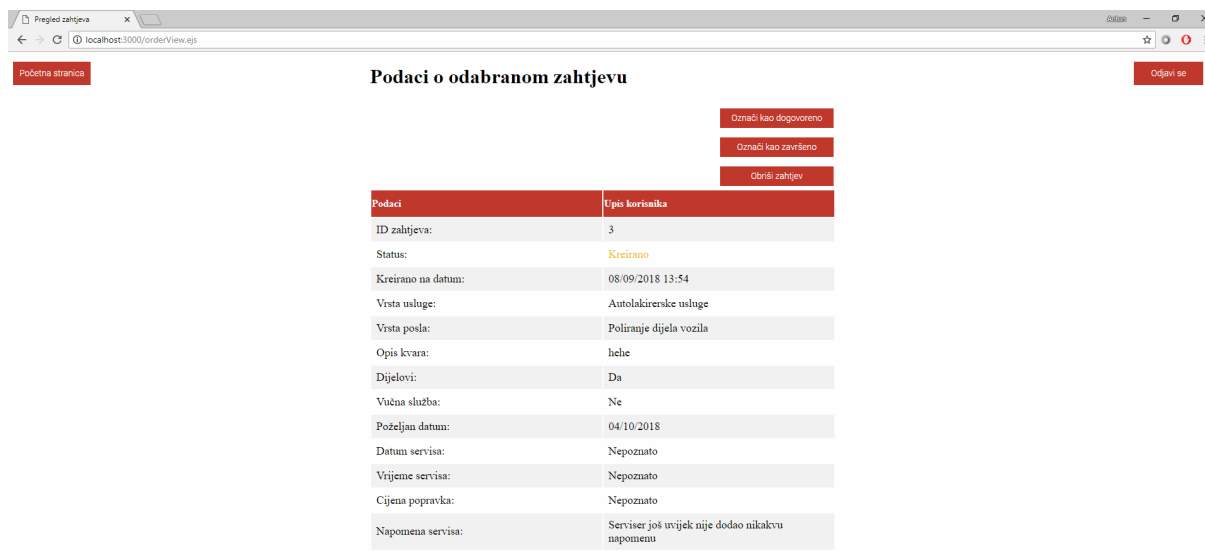 Pregled zahtjeva
Antun
localhost:3000/orderView.ejs
Početna stranica
Podaci o odabranom zahtjevu
Odjavi se
Označi kao dogovoreno
Označi kao završeno
Obriši zahtjev
Podaci Upis korisnika
ID zahtjeva: 3
Status: Kreirano
Kreirano na datum: 08/09/2018 13:54
Vrsta usluge: Autolakirerske usluge
Vrsta posla: Poliranje dijela vozila
Opis kvara: hehe
Dijelovi: Da
Vučna služba: Ne
Poželjan datum: 04/10/2018
Datum servisa: Nepoznato
Vrijeme servisa: Nepoznato
Cijena popravka: Nepoznato
Napomena servisa: Serviser još uvijek nije dodao nikakvu
napomenu